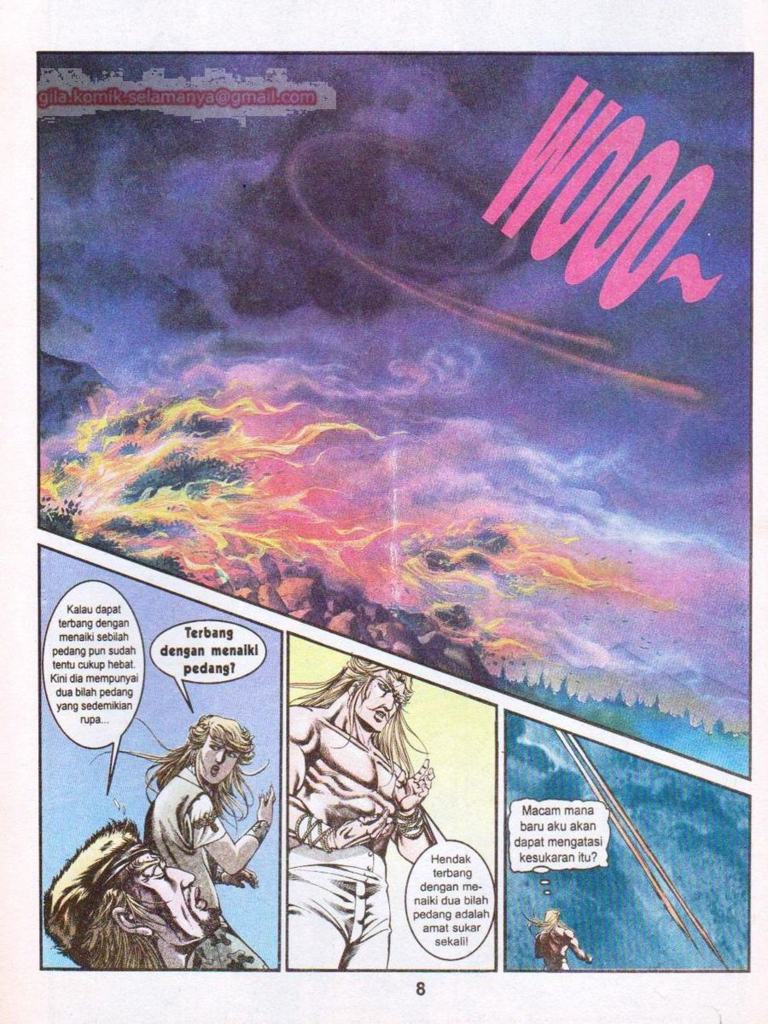 gila.komik-selamanya@gmail.com
WOOO~
Kalau dapat
terbang dengan
menaiki sebilah
pedang pun sudah
tentu cukup hebat.
Kini dia mempunyai
dua bilah pedang
yang sedemikian
rupa...
Terbang
dengan menaiki
pedang?
Hendak
terbang
dengan me-
naiki dua bilah
pedang adalah
amat sukar
sekali!
Macam mana
baru aku akan
dapat mengatasi
kesukaran itu?
8